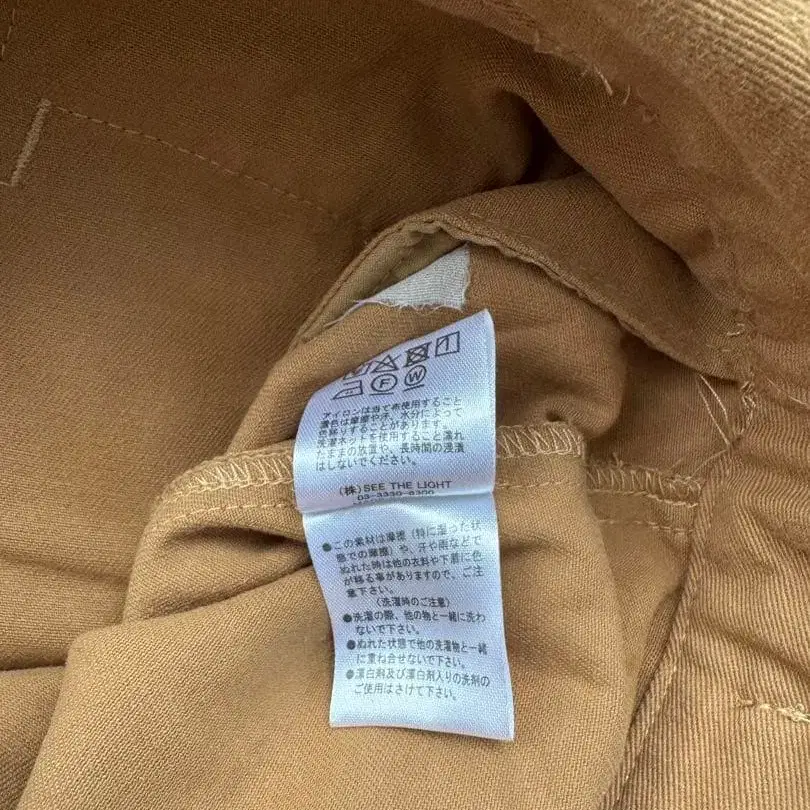 F W
アイロンは当て布使用すること
濃色は摩擦や汗、水分によって
色移りすることがあります。
洗濯ネットを使用すること濡れ
たままの放置や、長時間の浸漬
はしないでください。
(株) SEE THE LIGHT
03-3330-8300
●この素材は摩擦（特に湿った状
態での摩擦）や、汗や雨などで
ぬれた時は他の衣料や下着に色
が移る事がありますので、ご注
意下さい。
（洗濯時のご注意）
●洗濯の際、他の物と一緒に洗わ
ないで下さい。
●ぬれた状態で他の洗濯物と一緒
に重ね合せないで下さい。
●漂白剤及び漂白剤入りの洗剤の
ご使用はさけて下さい。